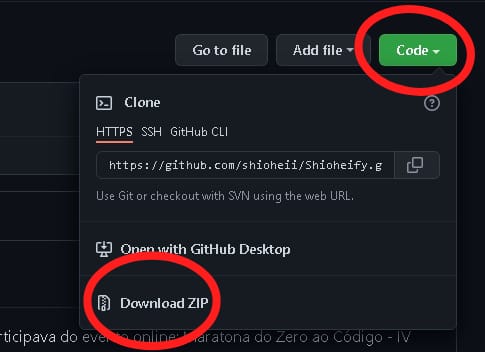 Go to file Add file Code
Clone
HTTPS SSH GitHub CLI
https://github.com/shioheii/Shioheify.g
Use Git or checkout with SVN using the web URL.
Open with GitHub Desktop
Download ZIP
rticipava do evento online: Maratona do Zero ao Código - IV